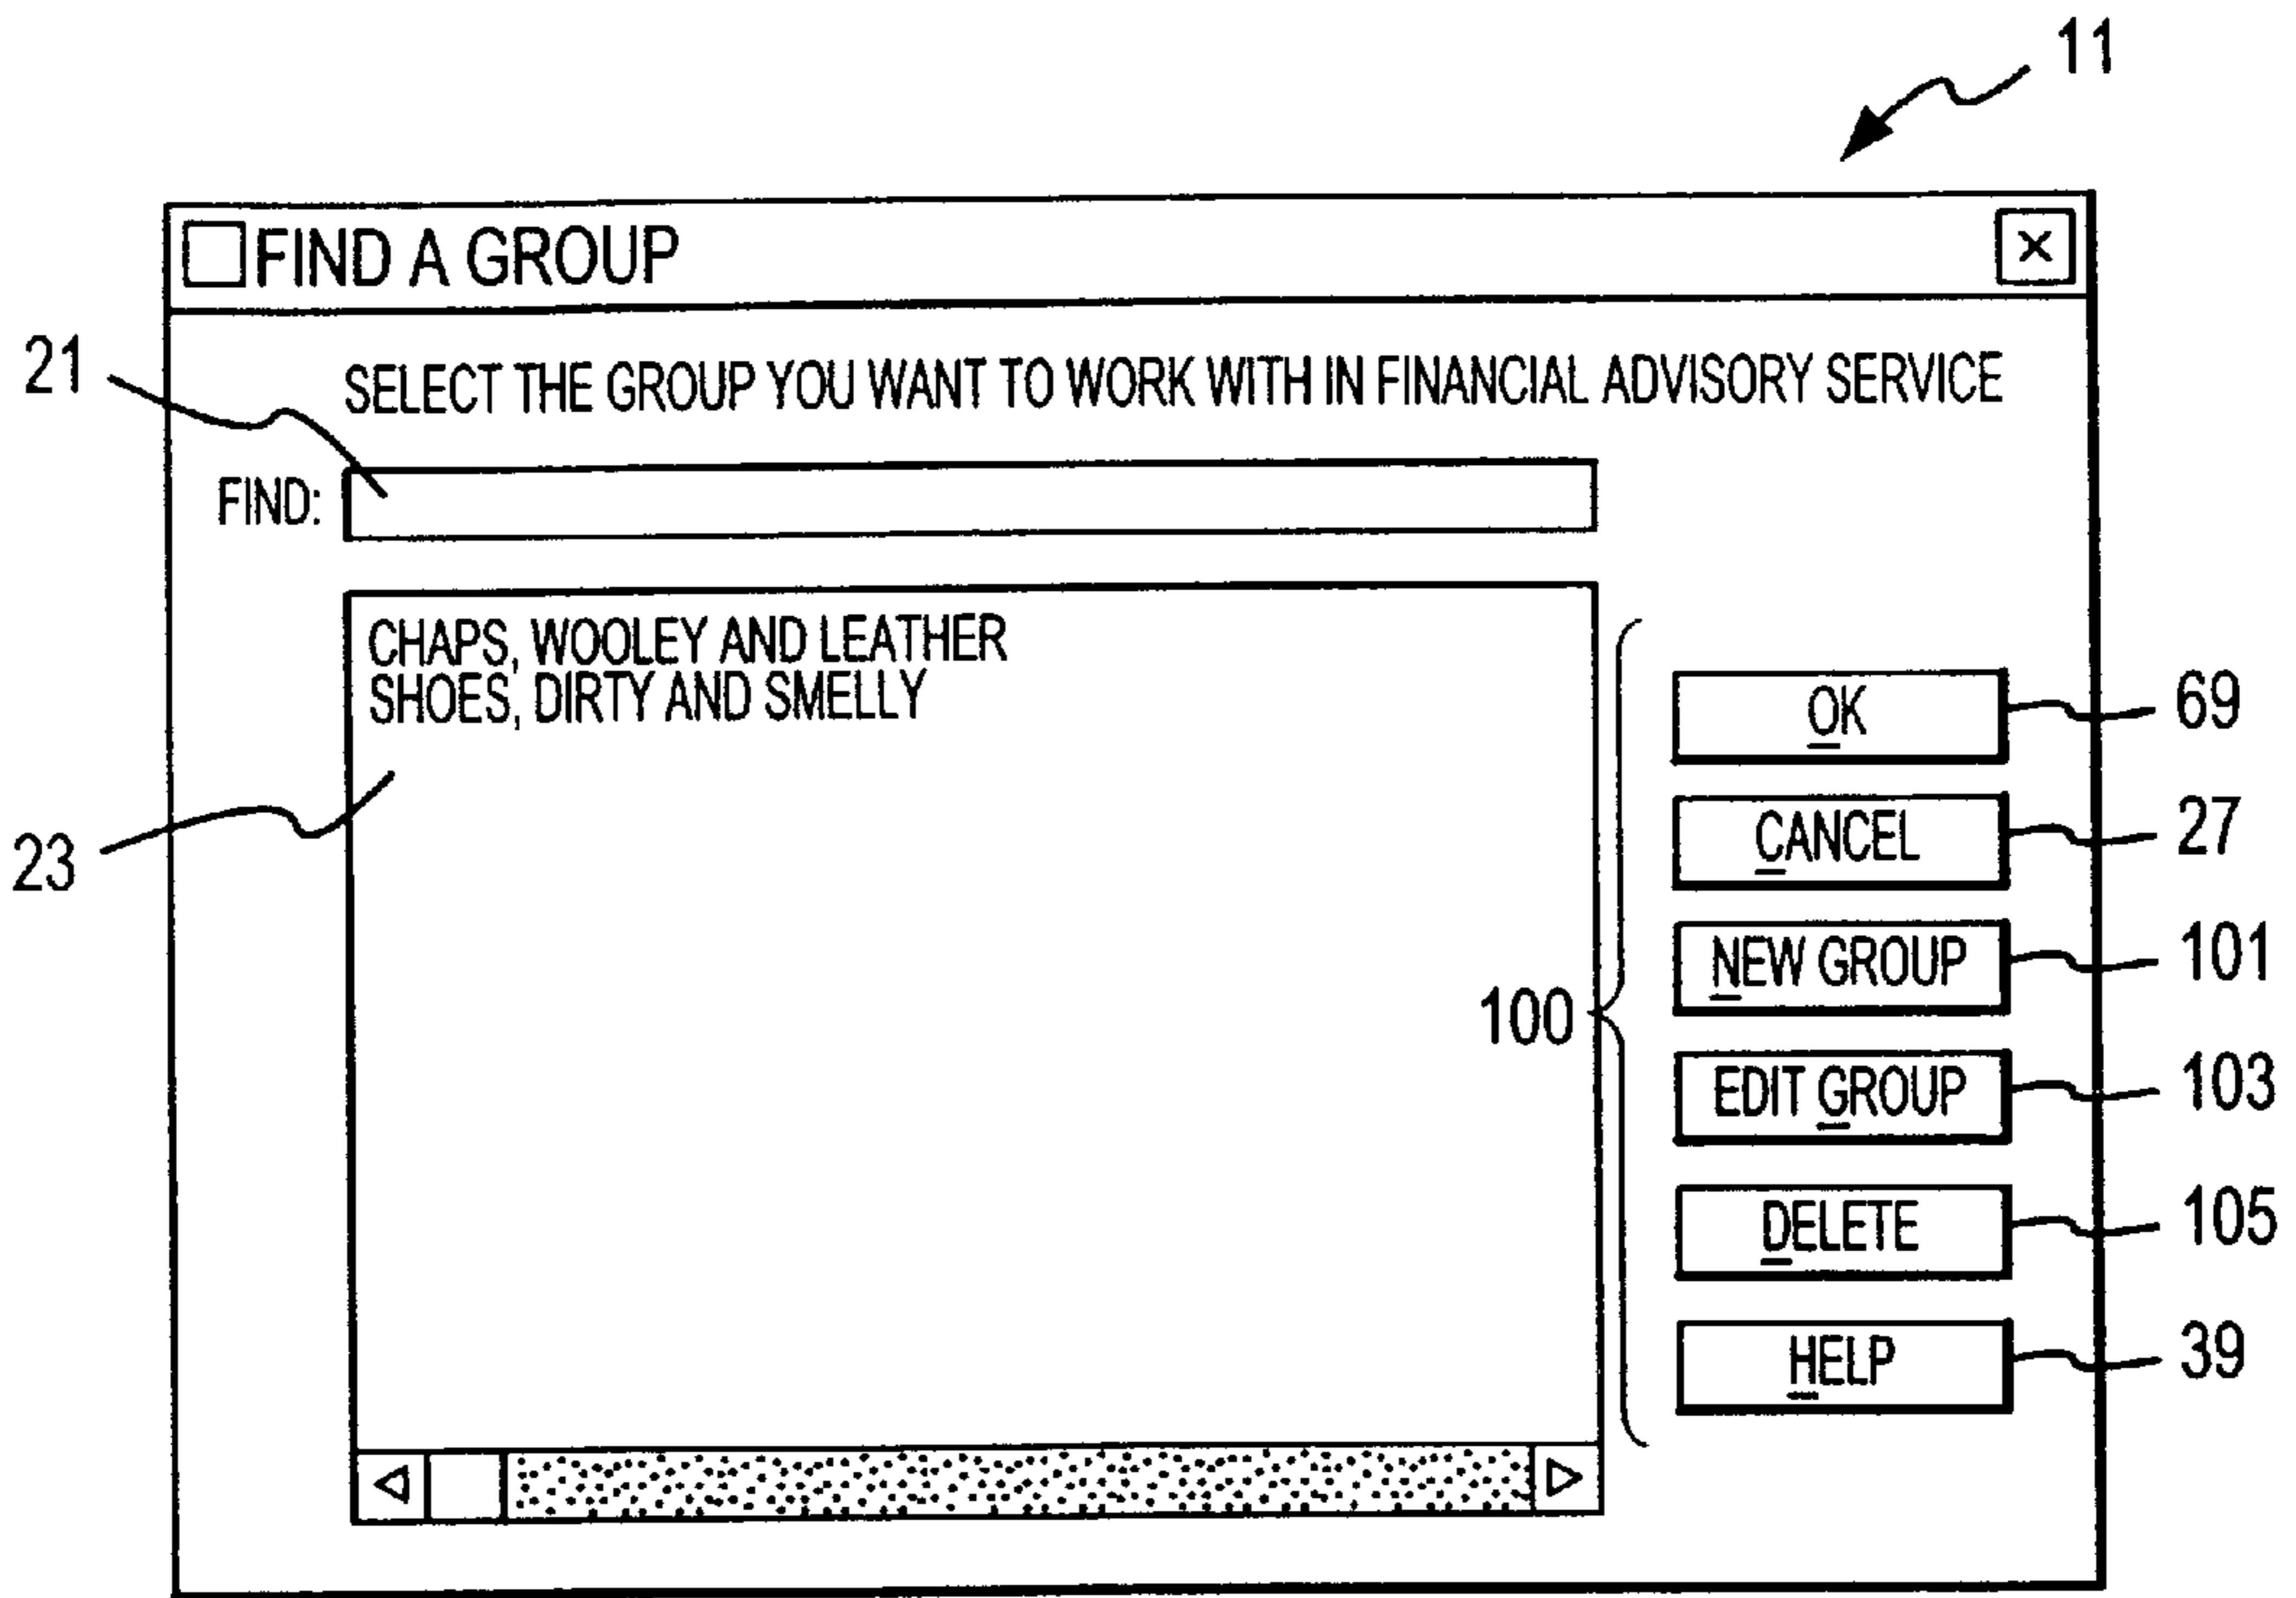 11
FIND A GROUP
X
21
SELECT THE GROUP YOU WANT TO WORK WITH IN FINANCIAL ADVISORY SERVICE
FIND:
CHAPS, WOOLEY AND LEATHER
SHOES, DIRTY AND SMELLY
23
100
OK
69
CANCEL
27
NEW GROUP
101
EDIT GROUP
103
DELETE
105
HELP
39